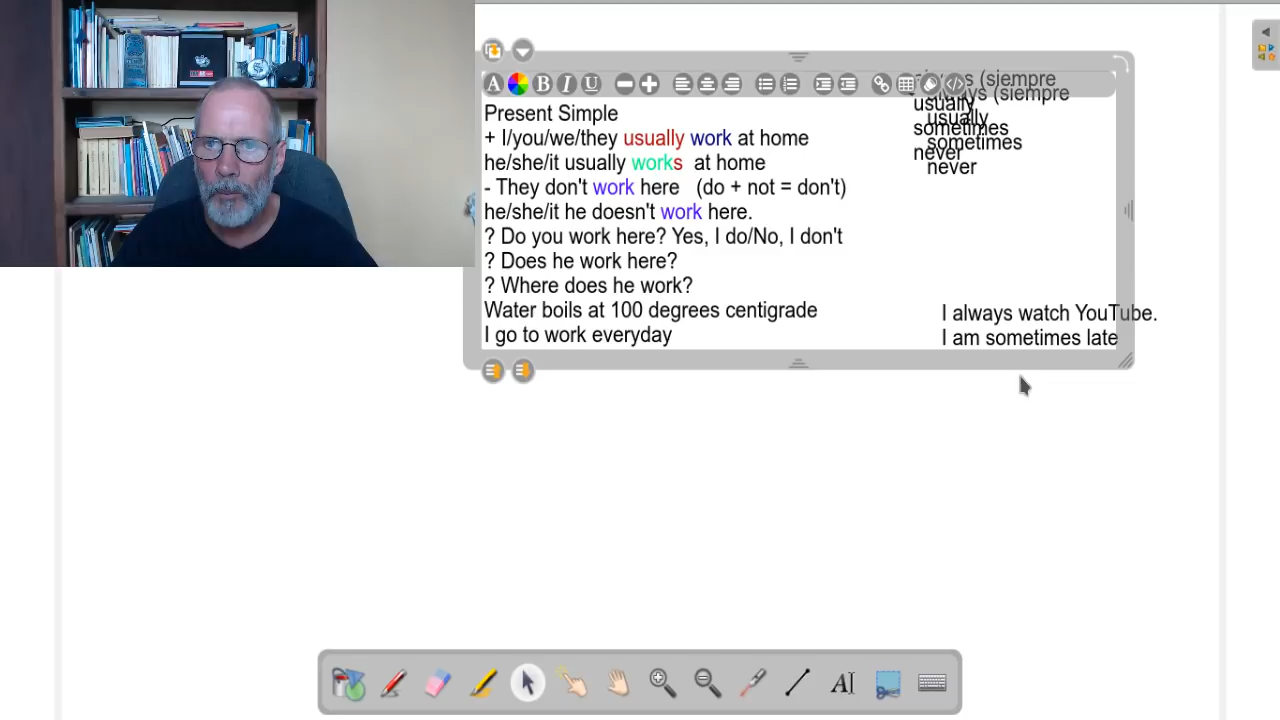 Present Simple
+ I/you/we/they usually work at home
he/she/it usually works at home
- They don't work here (do + not = don't)
he/she/it he doesn't work here.
? Do you work here? Yes, I do/No, I don't
? Does he work here?
? Where does he work?
Water boils at 100 degrees centigrade
I go to work everyday
(siempre
(siempre
usually
usually
sometimes
sometimes
never
never
I always watch YouTube.
I am sometimes late